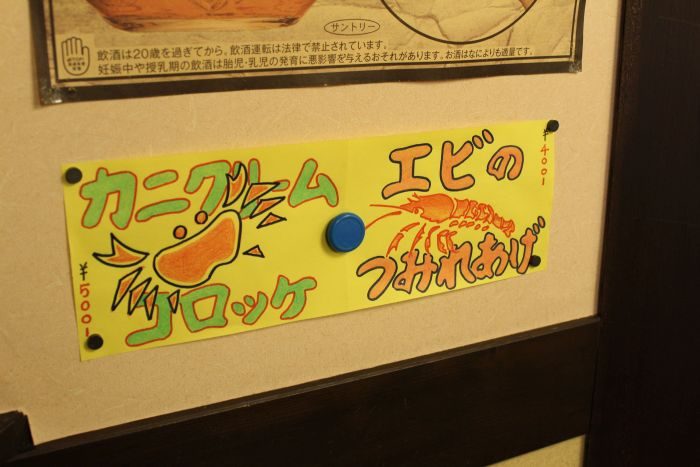 サントリー
飲酒は20歳を過ぎてから。飲酒運転は法律で禁止されています。
妊娠中や授乳期の飲酒は胎児・乳児の発育に悪影響を与えるおそれがあります。お酒はなによりも適量です。
カニクリーム
コロッケ
¥500-
エビの
つみれあげ
¥400-